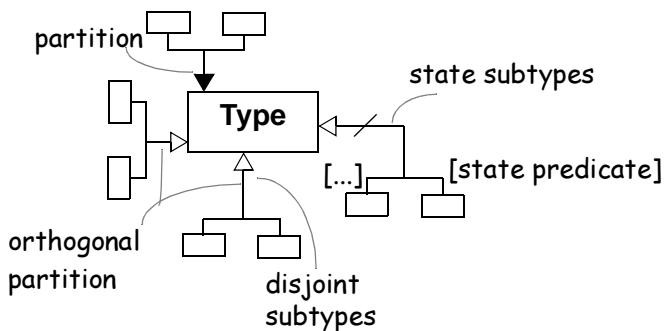 partition
state subtypes
Type
[...]
[state predicate]
orthogonal
partition
disjoint
subtypes